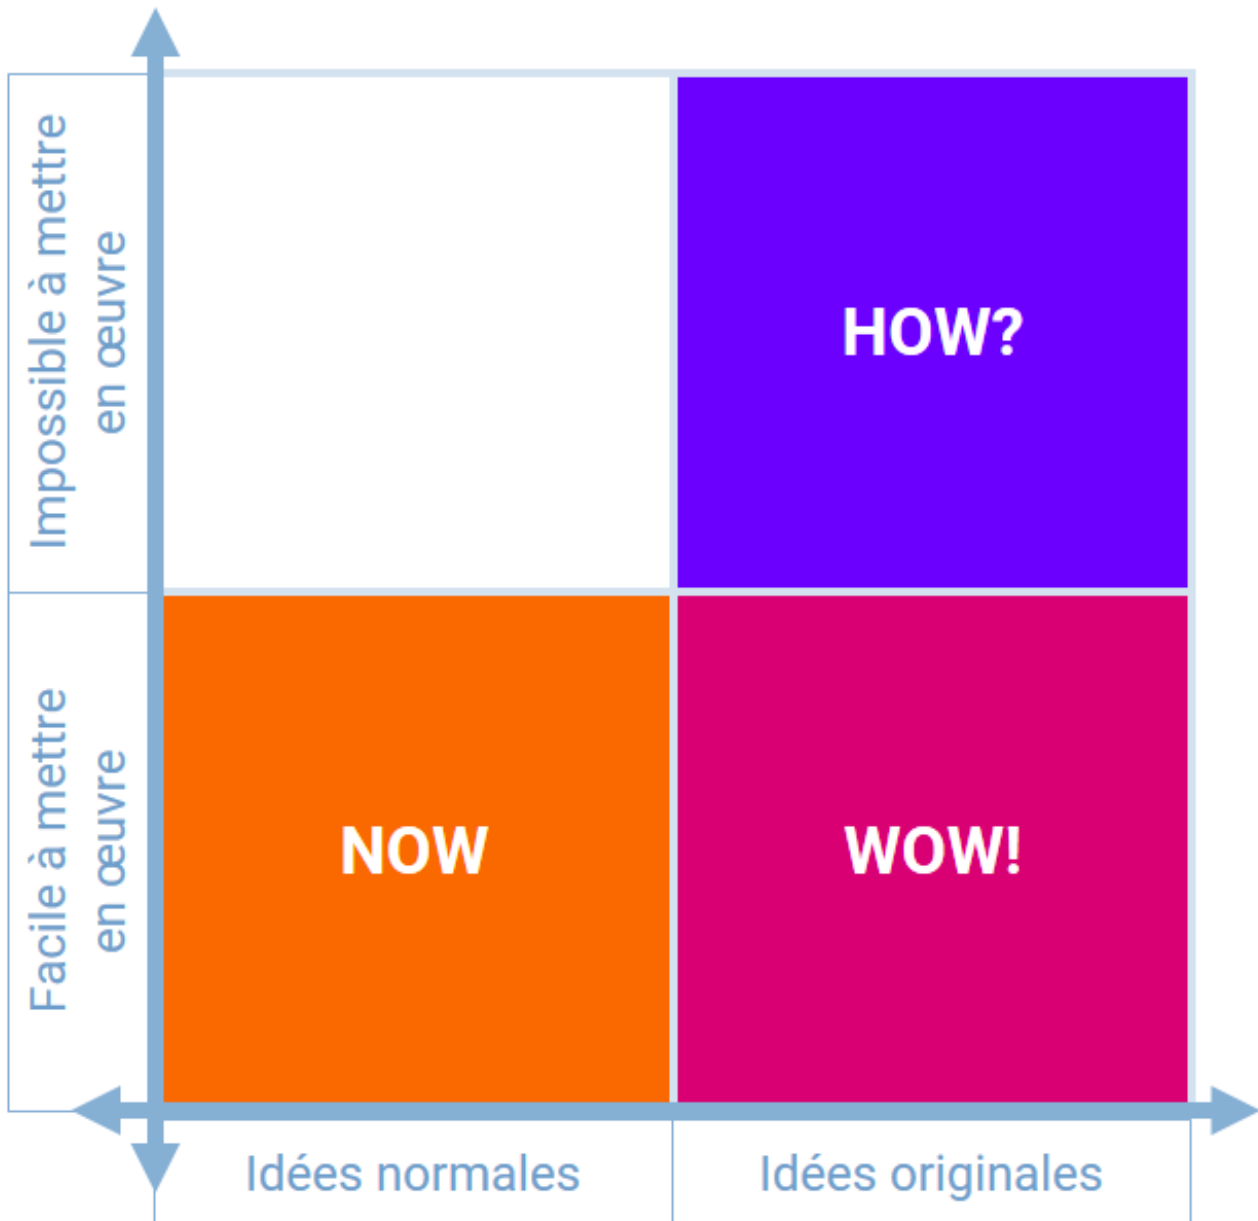 Impossible à mettre
en œuvre
HOW?
Facile à mettre
en œuvre
NOW
WOW!
Idées normales
Idées originales